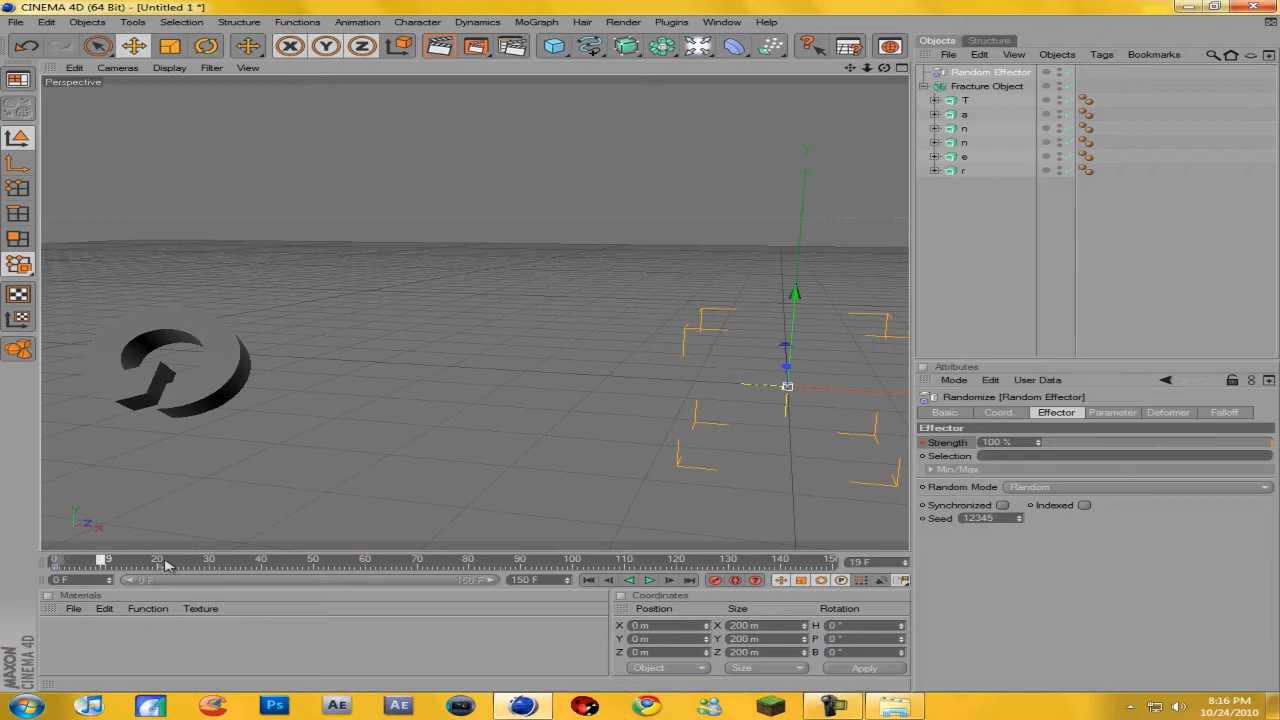 CINEMA 4D (64 Bit) - [Untitled 1 *]
File Edit Objects Tools Selection Structure Functions Animation Character Dynamics MoGraph Hair Render Plugins Window Help
Objects Structure
File Edit View Objects Tags Bookmarks
Edit Cameras Display Filter View
Perspective
Random Effector
Fracture Object
T
a
n
n
e
r
Y
Attributes
Mode Edit User Data
Randomize [Random Effector]
Basic Coord. Effector Parameter Deformer Falloff
Effector
Strength 100 %
Selection
Min/Max
Random Mode Random
Synchronized Indexed
Seed 12345
Y
Z X
0 9 20 30 40 50 60 70 80 90 100 110 120 130 140 150 19 F
0 F 0 F 150 F 150 F
Materials
File Edit Function Texture
Coordinates
Position Size Rotation
X 0 m X 200 m H 0 °
Y 0 m Y 200 m P 0 °
Z 0 m Z 200 m B 0 °
Object Size Apply
MAXON CINEMA 4D
Ps Ae Ae
8:16 PM
10/24/2010